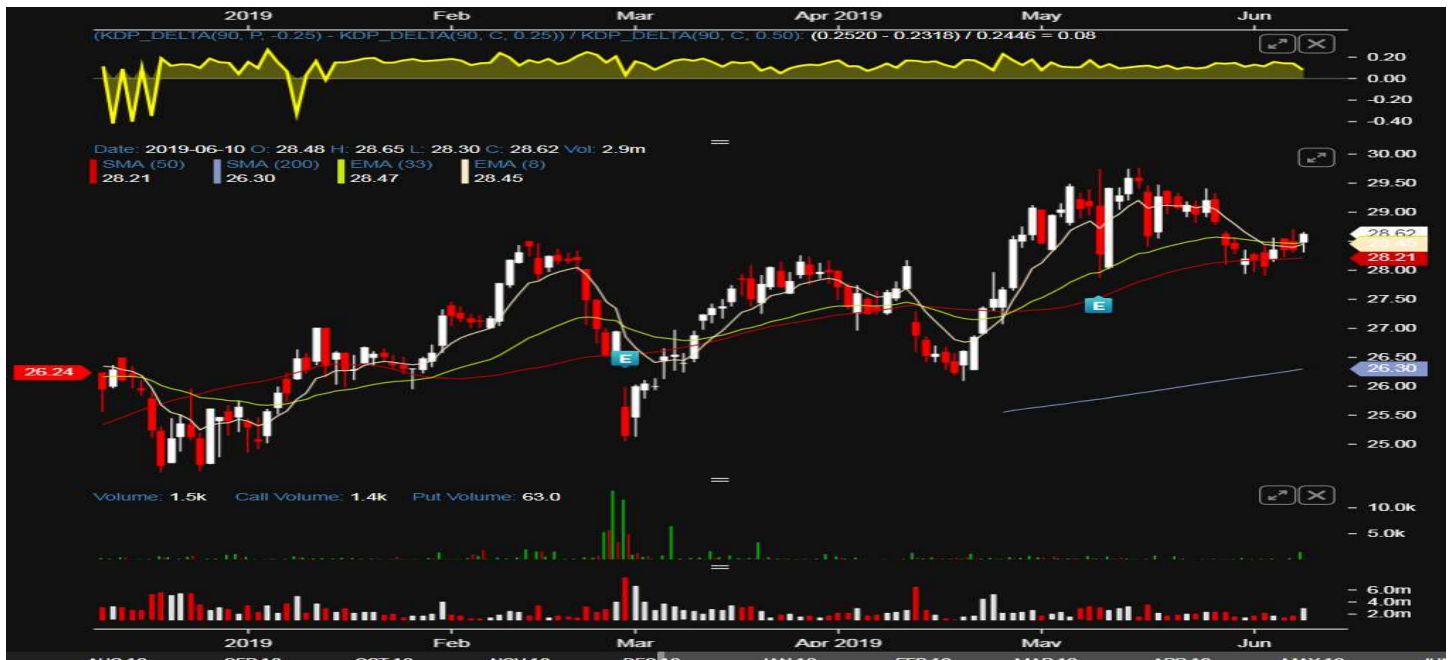 2019 Feb Mar Apr 2019 May Jun
(KDP_DELTA(90, P, -0.25) - KDP_DELTA(90, C, 0.25)) / KDP_DELTA(90, C, 0.50): (0.2520 - 0.2318) / 0.2446 = 0.08
0.20
0.00
-0.20
-0.40
Date: 2019-06-10 O: 28.48 H: 28.65 L: 28.30 C: 28.62 Vol: 2.9m
SMA (50) SMA (200) EMA (33) EMA (8)
28.21 26.30 28.47 28.45
30.00
29.50
29.00
28.62
28.45
28.21
28.00
27.50
E
27.00
26.50
E
26.30
26.24
26.00
25.50
25.00
Volume: 1.5k Call Volume: 1.4k Put Volume: 63.0
10.0k
5.0k
6.0m
4.0m
2.0m
2019 Feb Mar Apr 2019 May Jun